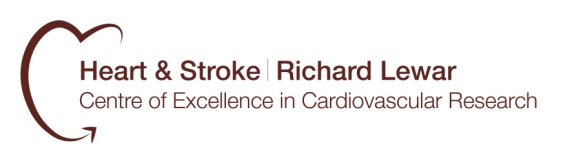 Heart & Stroke | Richard Lewar
Centre of Excellence in Cardiovascular Research